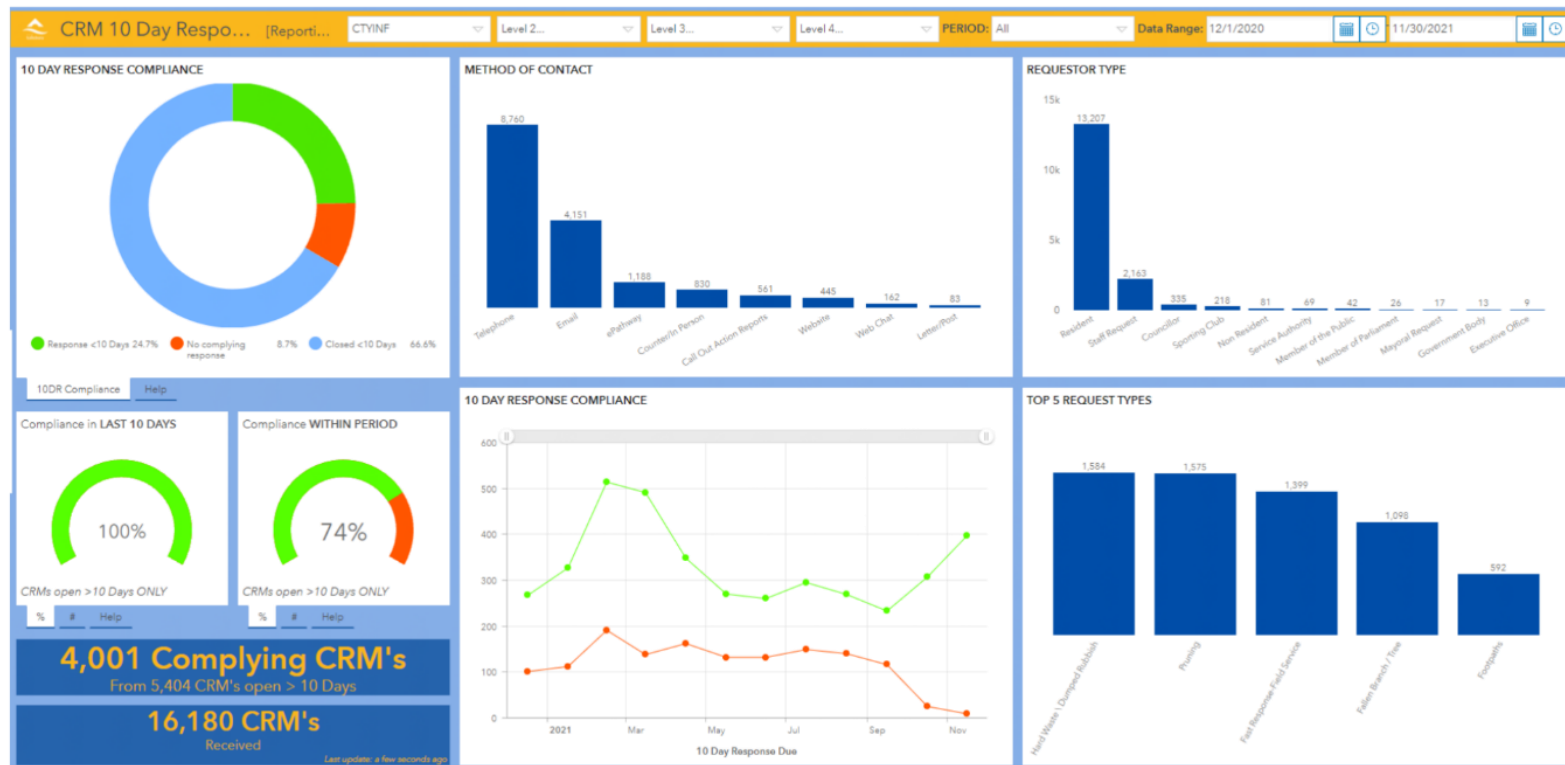 CRM 10 Day Respo... [Reporti... CTYINF Level 2... Level 3... Level 4... PERIOD: All Data Range: 12/1/2020 - 11/30/2021
10 DAY RESPONSE COMPLIANCE
Response <10 Days 24.7% No complying response 8.7% Closed <10 Days 66.6%
10DR Compliance Help
METHOD OF CONTACT
8,760
4,151
1,188
830
561
445
162
83
Telephone
Email
ePathway
Counter/In Person
Call Out Action Reports
Website
Web Chat
Letter/Post
REQUESTOR TYPE
15k
10k
5k
0
13,207
2,163
335
218
81
69
42
26
17
13
9
Resident
Staff Request
Councillor
Sporting Club
Non Resident
Service Authority
Member of the Public
Member of Parliament
Mayoral Request
Government Body
Executive Office
Compliance in LAST 10 DAYS
100%
CRMs open >10 Days ONLY
% # Help
Compliance WITHIN PERIOD
74%
CRMs open >10 Days ONLY
% # Help
4,001 Complying CRM's
From 5,404 CRM's open > 10 Days
16,180 CRM's
Received
Last update: a few seconds ago
10 DAY RESPONSE COMPLIANCE
600
500
400
300
200
100
0
2021 Mar May Jul Sep Nov
10 Day Response Due
TOP 5 REQUEST TYPES
1,584
1,575
1,399
1,098
592
Hard Waste \ Dumped Rubbish
Pruning
Fast Response-Field Service
Fallen Branch / Tree
Footpaths